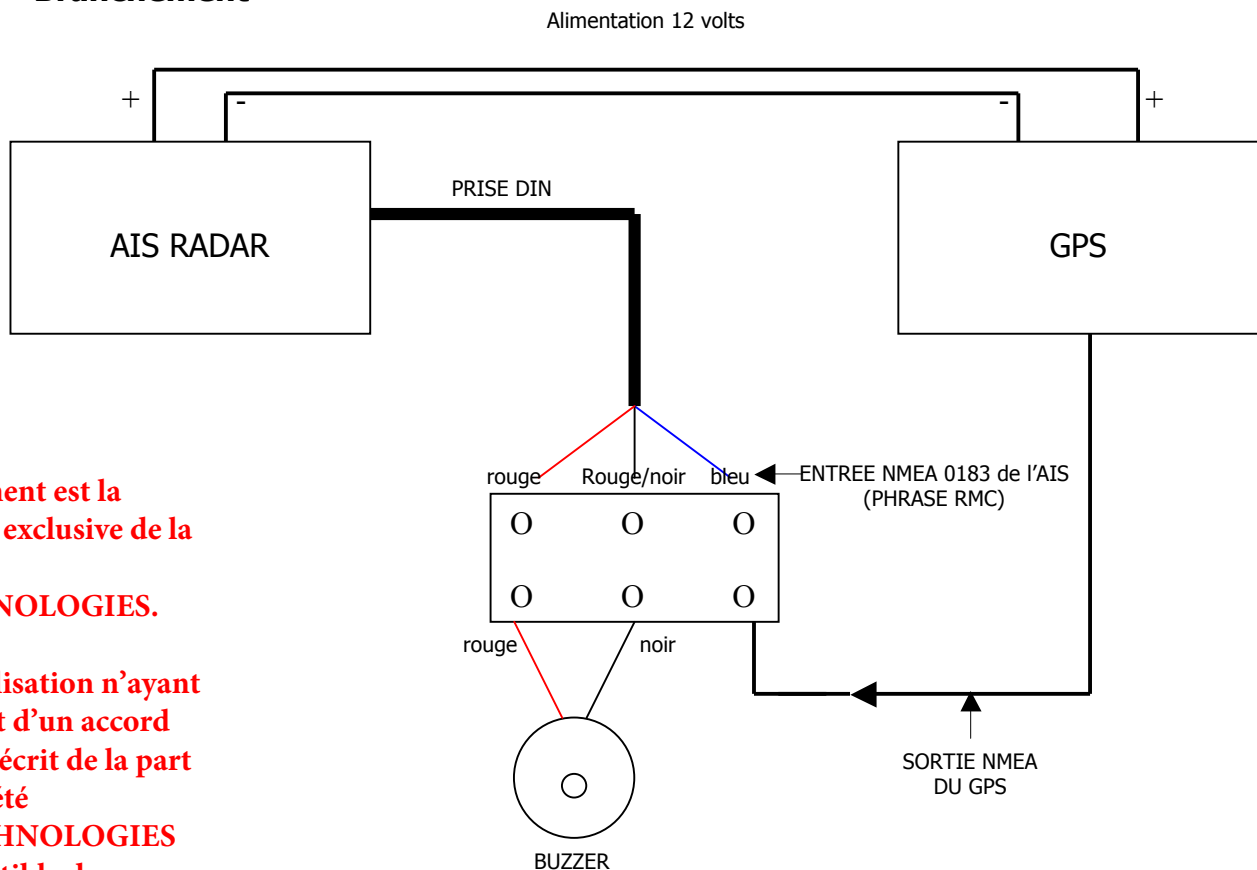 Branchement
Alimentation 12 volts
+
-
-
+
PRISE DIN
AIS RADAR
GPS
rouge
Rouge/noir
bleu
ENTREE NMEA 0183 de l'AIS
(PHRASE RMC)
O O O
O O O
rouge
noir
SORTIE NMEA
DU GPS
BUZZER
ment est la
exclusive de la
NOLOGIES.
lisation n'ayant
t d'un accord
écrit de la part
été
HNOLOGIES